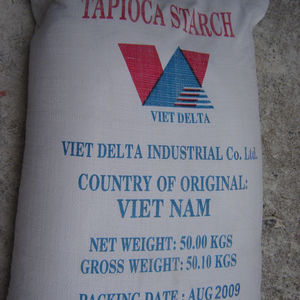 TAPIOCA STARCH
VIET DELTA
VIET DELTA INDUSTRIAL Co. Ltd.
COUNTRY OF ORIGINAL:
VIET NAM
NET WEIGHT: 50.00 KGS
GROSS WEIGHT: 50.10 KGS
PACKING DATE: AUG 2009